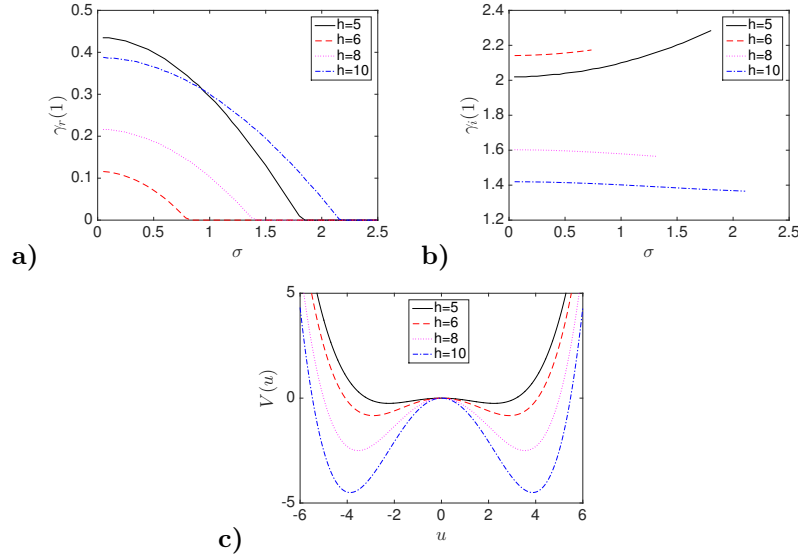 0.5
0.4
0.3
0.2
0.1
0
γ_r(1)
0 0.5 1 1.5 2 2.5
σ
h=5
h=6
h=8
h=10
a)
2.4
2.2
2
1.8
1.6
1.4
1.2
γ_i(1)
0 0.5 1 1.5 2 2.5
σ
h=5
h=6
h=8
h=10
b)
5
0
-5
V(u)
-6 -4 -2 0 2 4 6
u
h=5
h=6
h=8
h=10
c)